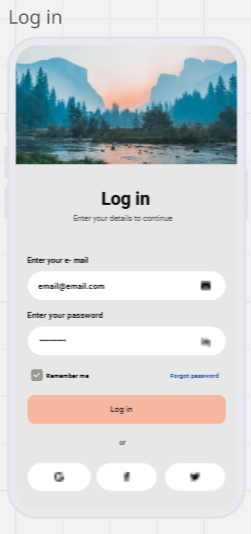 Log in
Log in
Enter your details to continue
Enter your e- mail
email@email.com
Enter your password
Remember me
Forgot password
Log in
or